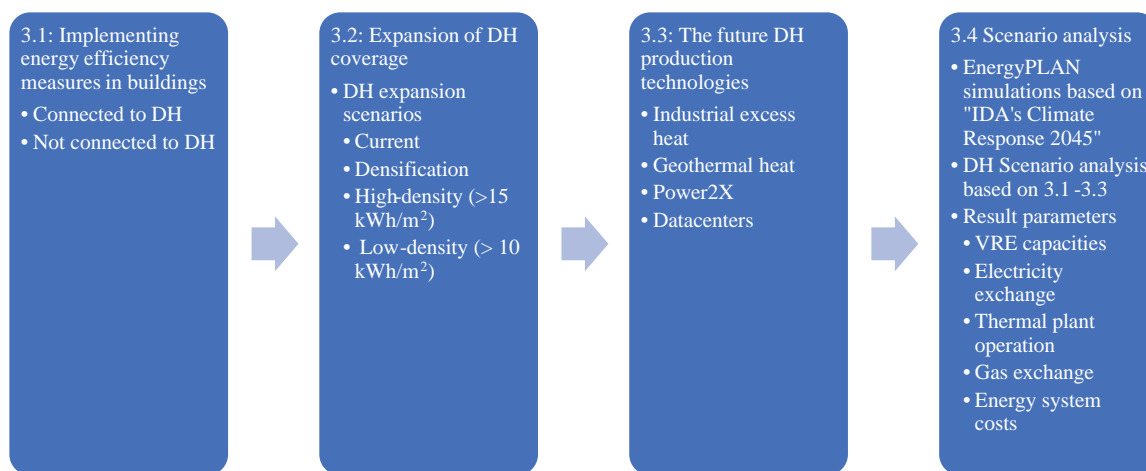 3.1: Implementing
energy efficiency
measures in buildings
• Connected to DH
• Not connected to DH
3.2: Expansion of DH
coverage
• DH expansion
scenarios
• Current
• Densification
• High-density (>15
kWh/m²)
• Low-density (> 10
kWh/m²)
3.3: The future DH
production
technologies
• Industrial excess
heat
• Geothermal heat
• Power2X
• Datacenters
3.4 Scenario analysis
• EnergyPLAN
simulations based on
"IDA's Climate
Response 2045"
• DH Scenario analysis
based on 3.1-3.3
• Result parameters
• VRE capacities
• Electricity
exchange
• Thermal plant
operation
• Gas exchange
• Energy system
costs